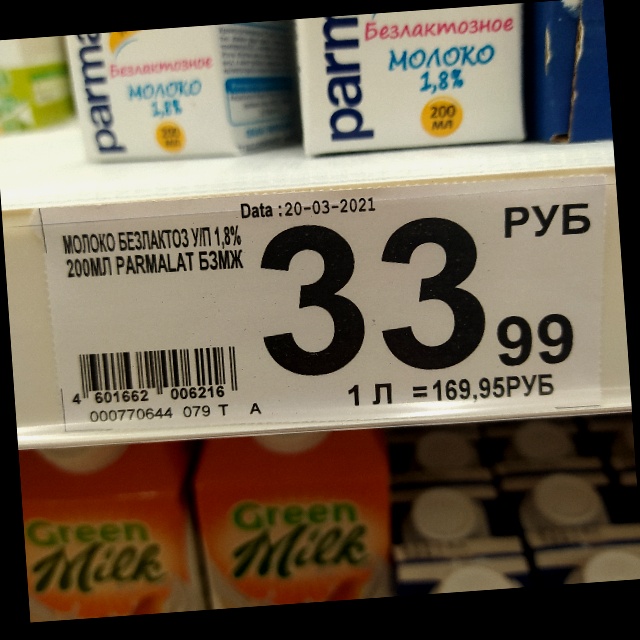 parma
Безлактозное
МОЛОКО
1,8%
200
мл
parm
Безлактозное
МОЛОКО
1,8%
200
мл
Data :20-03-2021
МОЛОКО БЕЗЛАКТОЗ У/П 1,8%
200МЛ PARMALAT БЗМЖ
33 99 РУБ
1 Л =169,95РУБ
4 601662 006216
000770644 079 Т А
Green
Milk
Green
Milk